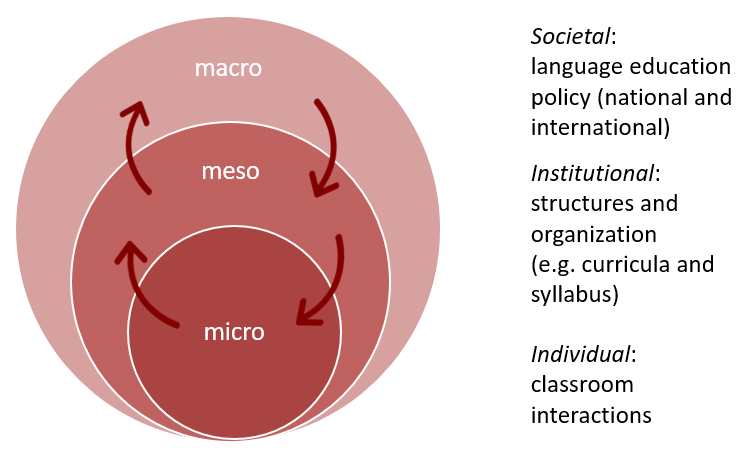 macro
meso
micro
Societal:
language education
policy (national and
international)
Institutional:
structures and
organization
(e.g. curricula and
syllabus)
Individual:
classroom
interactions